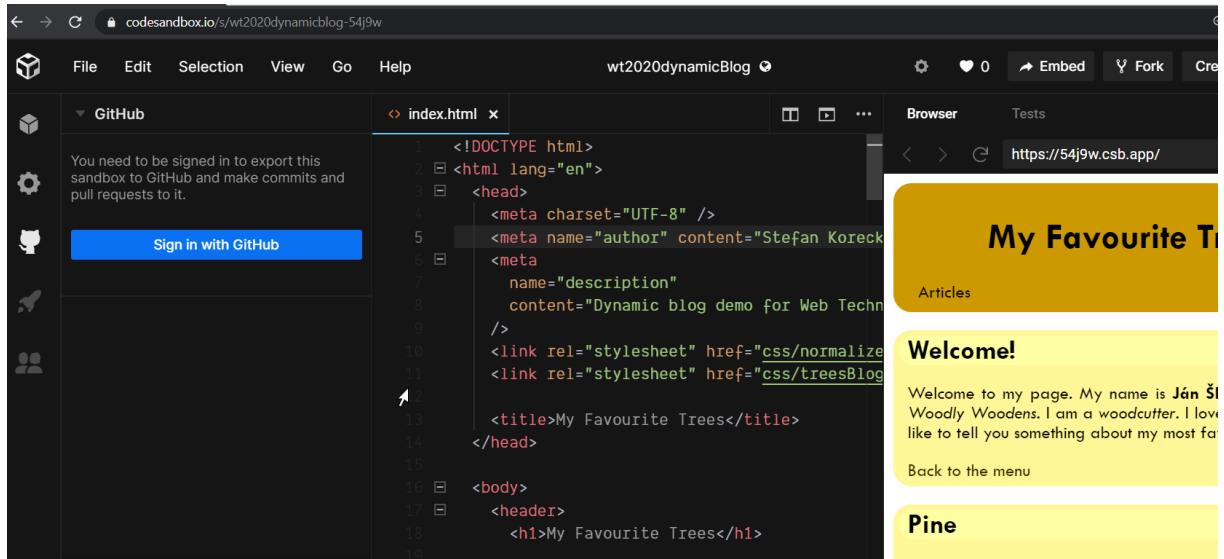 codesandbox.io/s/wt2020dynamicblog-54j9w
File Edit Selection View Go Help
wt2020dynamicBlog
0 Embed Fork Cre
GitHub
You need to be signed in to export this
sandbox to GitHub and make commits and
pull requests to it.
Sign in with GitHub
<> index.html ×
1 <!DOCTYPE html>
2 <html lang="en">
3 <head>
4 <meta charset="UTF-8" />
5 <meta name="author" content="Stefan Koreck
6 <meta
7 name="description"
8 content="Dynamic blog demo for Web Techn
9 />
10 <link rel="stylesheet" href="css/normalize
11 <link rel="stylesheet" href="css/treesBlog
12
13 <title>My Favourite Trees</title>
14 </head>
15
16 <body>
17 <header>
18 <h1>My Favourite Trees</h1>
19
Browser Tests
https://54j9w.csb.app/
My Favourite Tr
Articles
Welcome!
Welcome to my page. My name is Ján
Woodly Woodens. I am a woodcutter. I love
like to tell you something about my most fa
Back to the menu
Pine